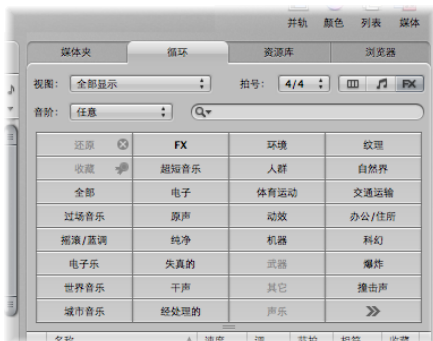 并轨 颜色 列表 媒体
媒体夹 循环 资源库 浏览器
视图: 全部显示 拍号: 4/4 FX
音阶: 任意
还原 FX 环境 纹理
收藏 超短音乐 人群 自然界
全部 电子 体育运动 交通运输
过场音乐 原声 动效 办公/住所
摇滚/蓝调 纯净 机器 科幻
电子乐 失真的 武器 爆炸
世界音乐 干声 其它 撞击声
城市音乐 经处理的 声乐